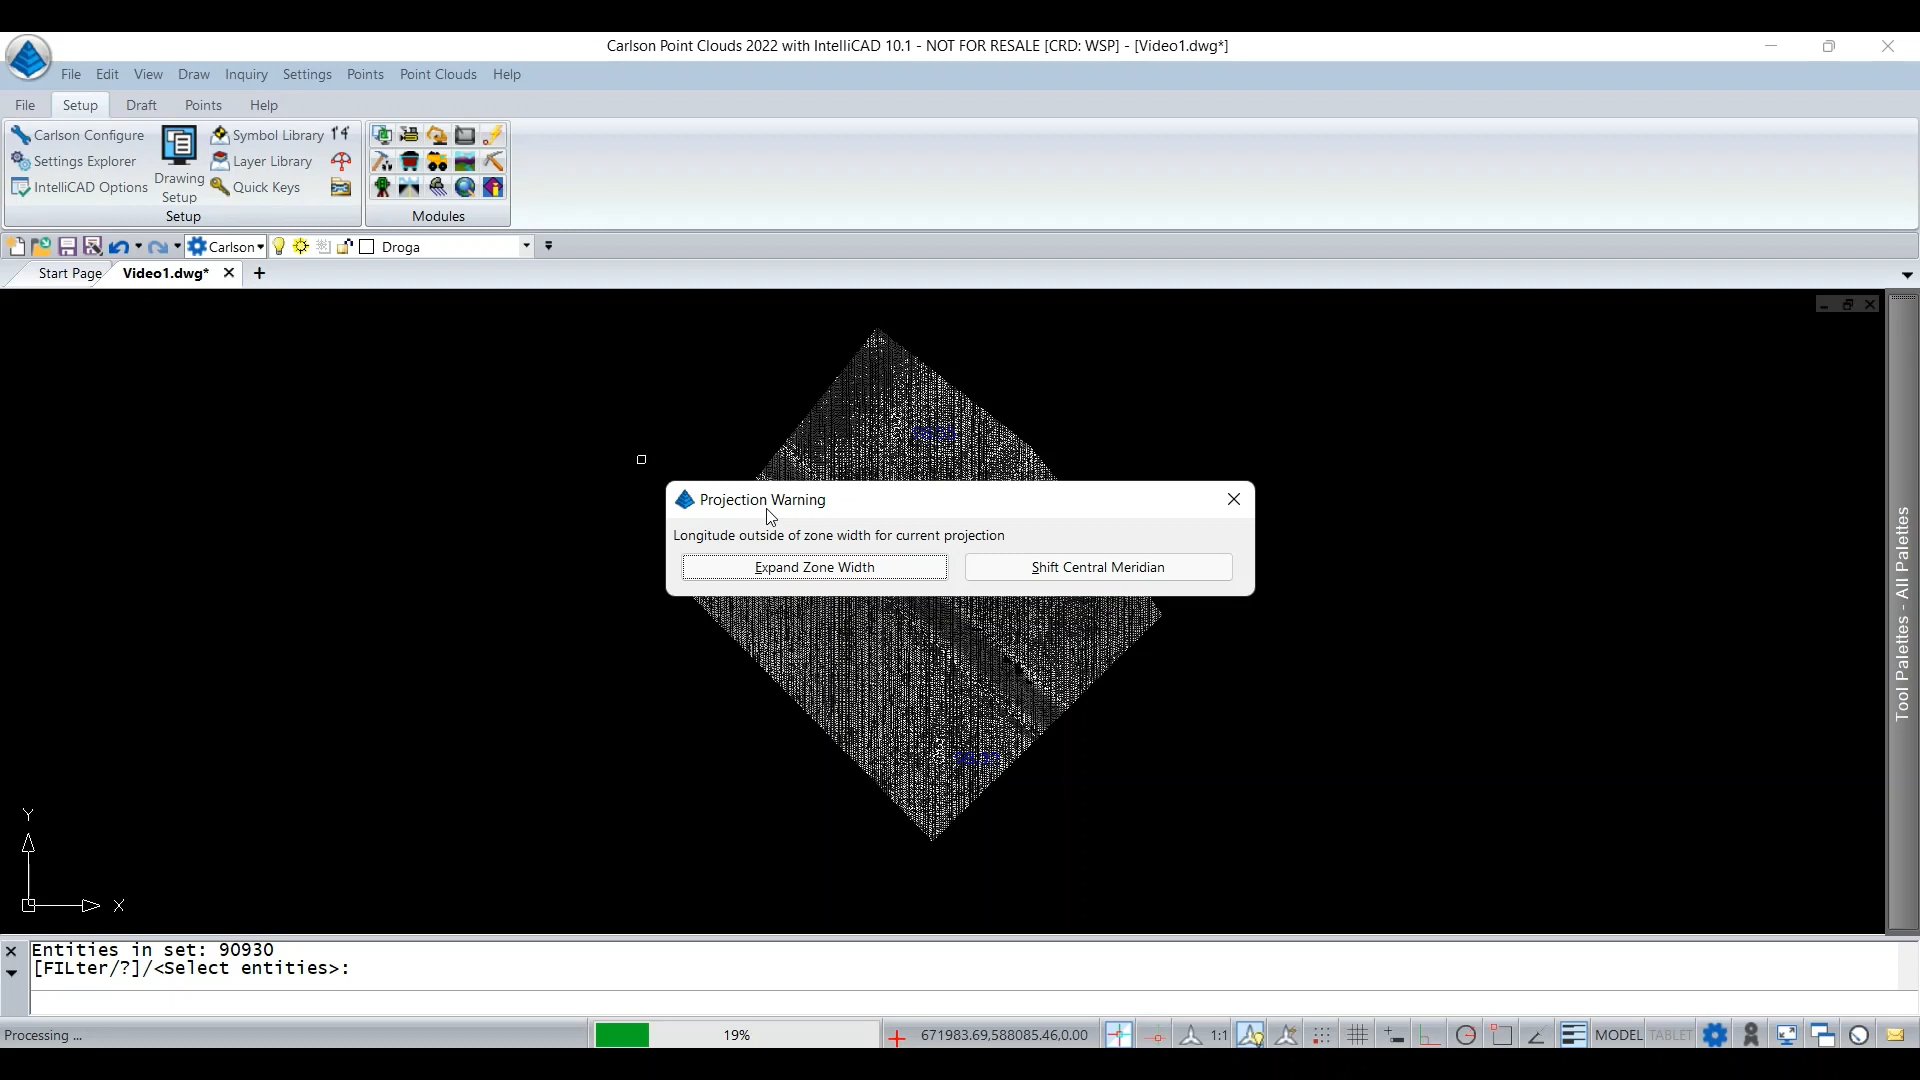 Carlson Point Clouds 2022 with IntelliCAD 10.1 - NOT FOR RESALE [CRD: WSP] - [Video1.dwg*]
File Edit View Draw Inquiry Settings Points Point Clouds Help
File Setup Draft Points Help
Carlson Configure
Settings Explorer
IntelliCAD Options
Drawing
Setup
Symbol Library
Layer Library
Quick Keys
Setup
Modules
Carlson
Droga
Start Page
Video1.dwg*
Projection Warning
Longitude outside of zone width for current projection
Expand Zone Width
Shift Central Meridian
Tool Palettes - All Palettes
Y
X
Entities in set: 90930
[FILter/?]/<Select entities>:
Processing ...
19%
671983.69,588085.46,0.00
1:1
MODEL
TABLET